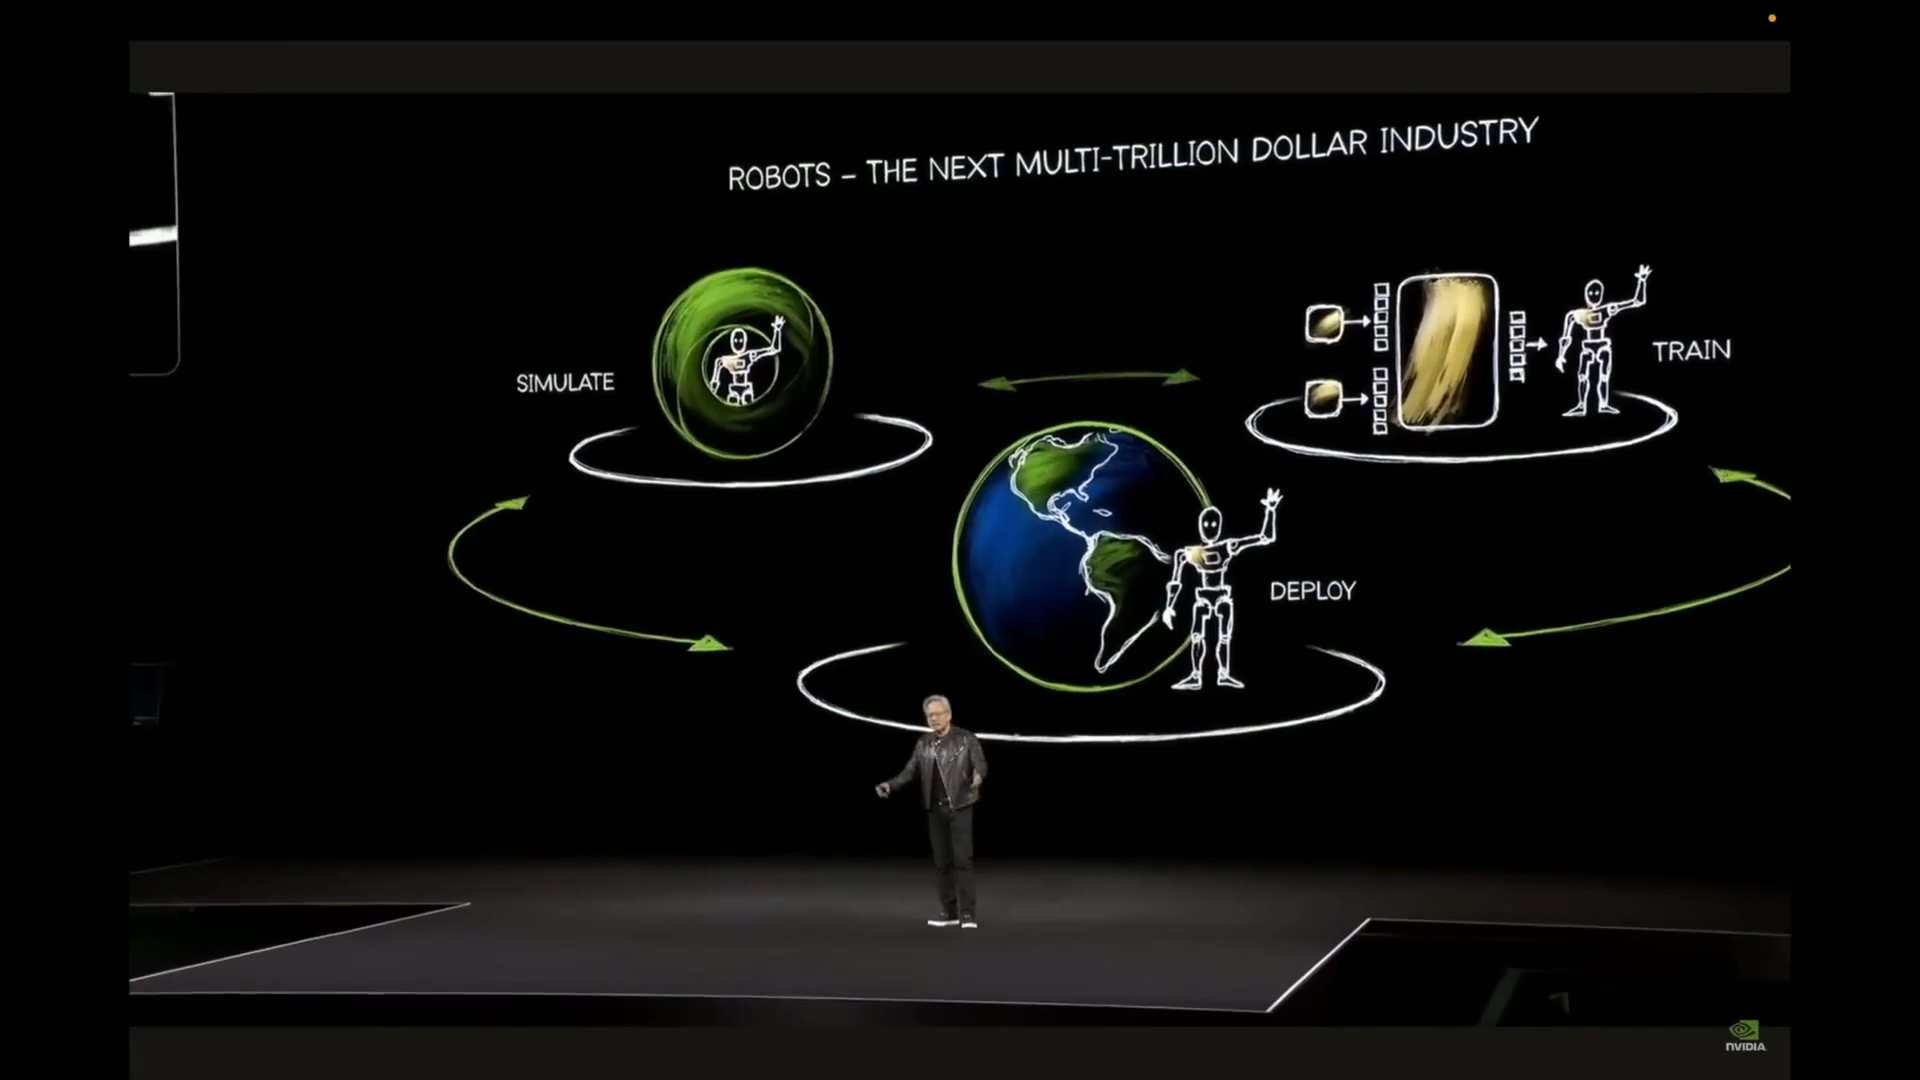 ROBOTS – THE NEXT MULTI-TRILLION DOLLAR INDUSTRY
SIMULATE
TRAIN
DEPLOY
NVIDIA